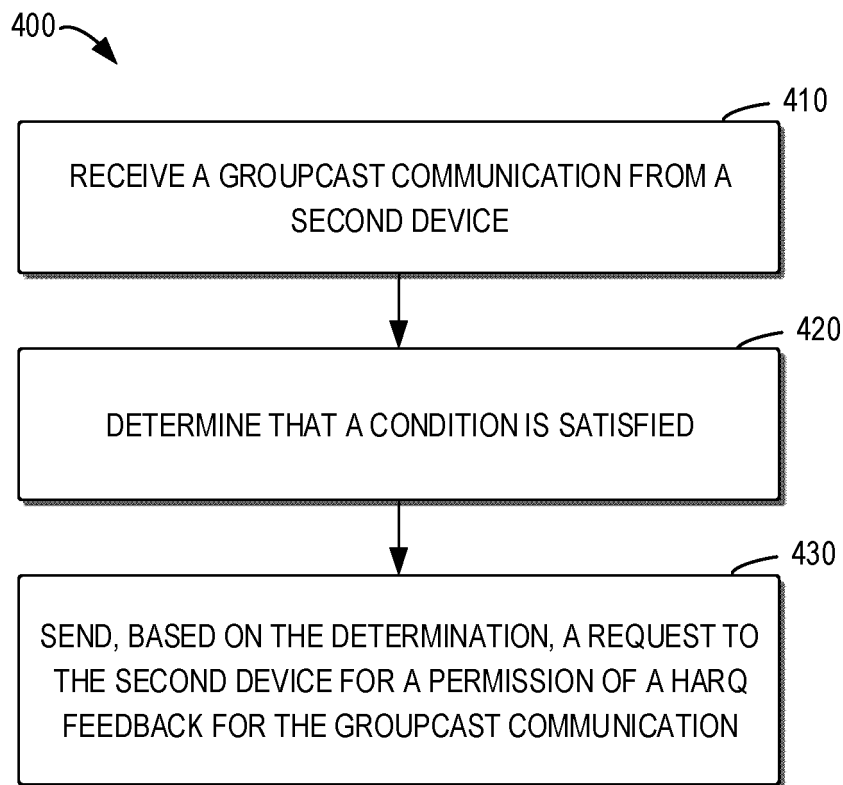 400
410
RECEIVE A GROUPCAST COMMUNICATION FROM A
SECOND DEVICE
420
DETERMINE THAT A CONDITION IS SATISFIED
430
SEND, BASED ON THE DETERMINATION, A REQUEST TO
THE SECOND DEVICE FOR A PERMISSION OF A HARQ
FEEDBACK FOR THE GROUPCAST COMMUNICATION